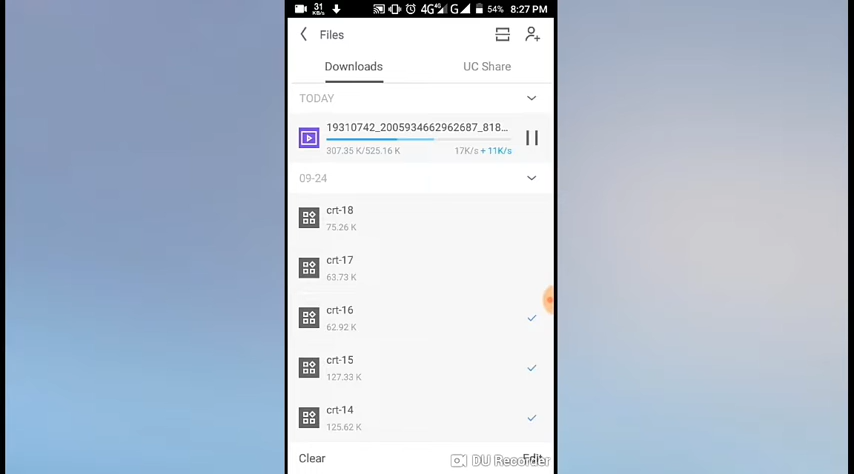 31 KB/s 4G 4G G 54% 8:27 PM
Files
Downloads UC Share
TODAY
19310742_2005934662962687_818...
307.35 K/525.16 K 17K/s + 11K/s
09-24
crt-18
75.26 K
crt-17
63.73 K
crt-16
62.92 K
crt-15
127.33 K
crt-14
125.62 K
Clear DU Recorder Edit